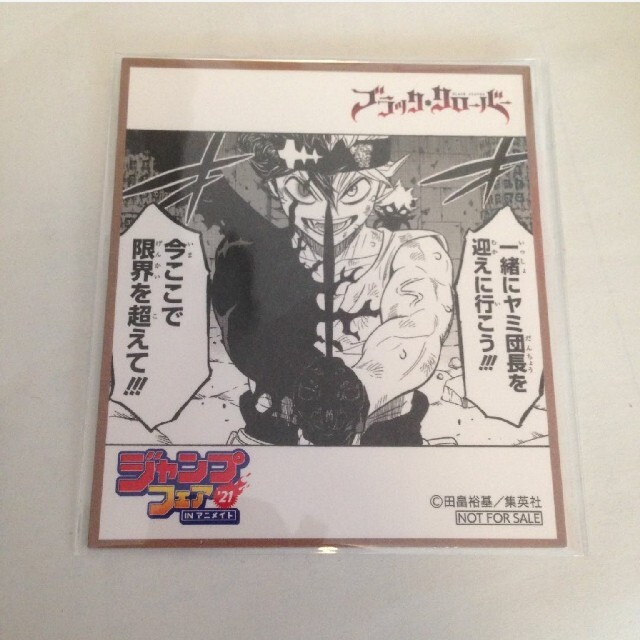 ブラック・クローバー
一緒にヤミ団長を
迎えに行こう!!!
今ここで
限界を超えて!!!
ジャンプ
フェア
'21
IN アニメイト
©田畠裕基/集英社
NOT FOR SALE